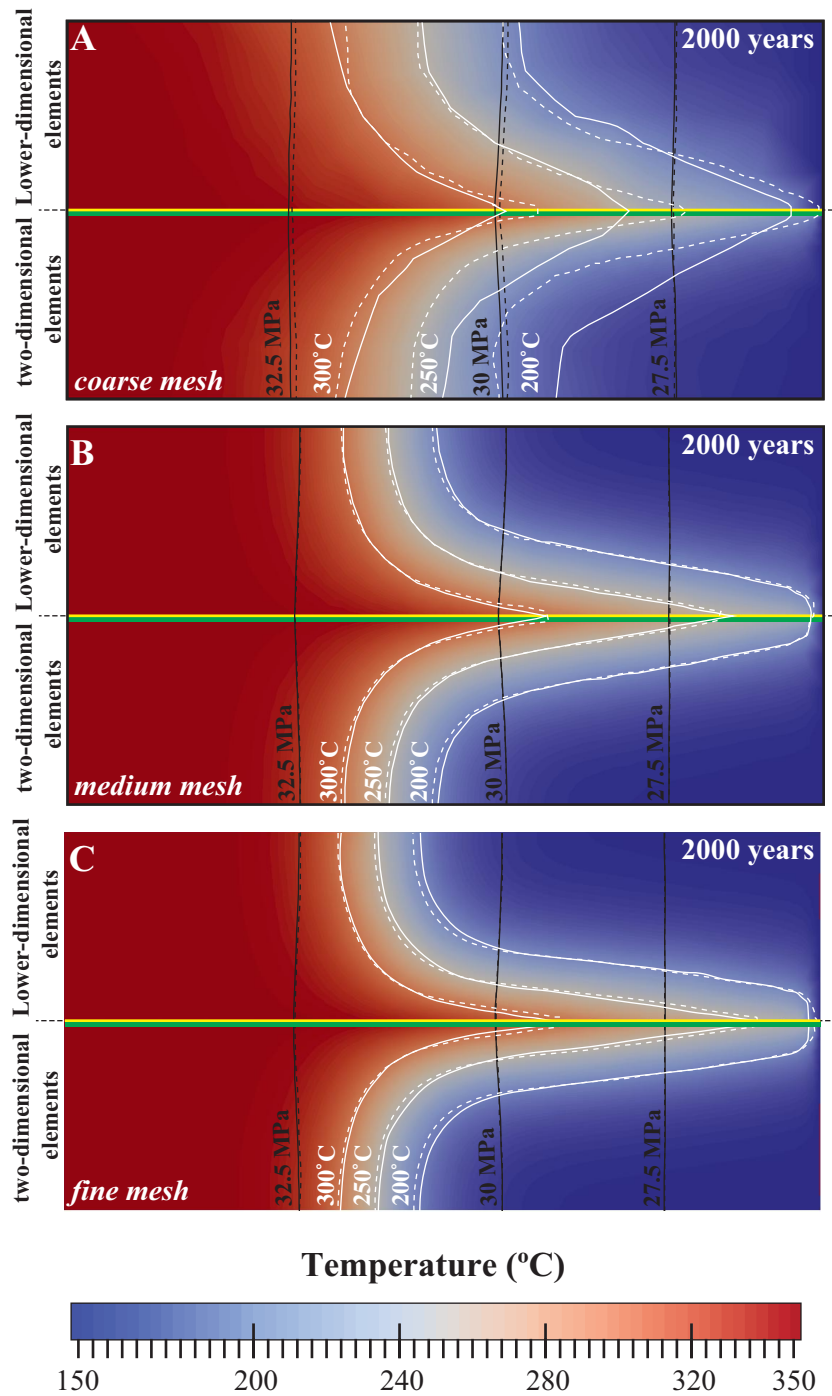 A
2000 years
Lower-dimensional
elements
two-dimensional
elements
32.5 MPa
300°C
250°C
30 MPa
200°C
27.5 MPa
coarse mesh
B
2000 years
Lower-dimensional
elements
two-dimensional
elements
32.5 MPa
300°C
250°C
200°C
30 MPa
27.5 MPa
medium mesh
C
2000 years
Lower-dimensional
elements
two-dimensional
elements
32.5 MPa
300°C
250°C
200°C
30 MPa
27.5 MPa
fine mesh
Temperature (ºC)
150 200 240 280 320 350